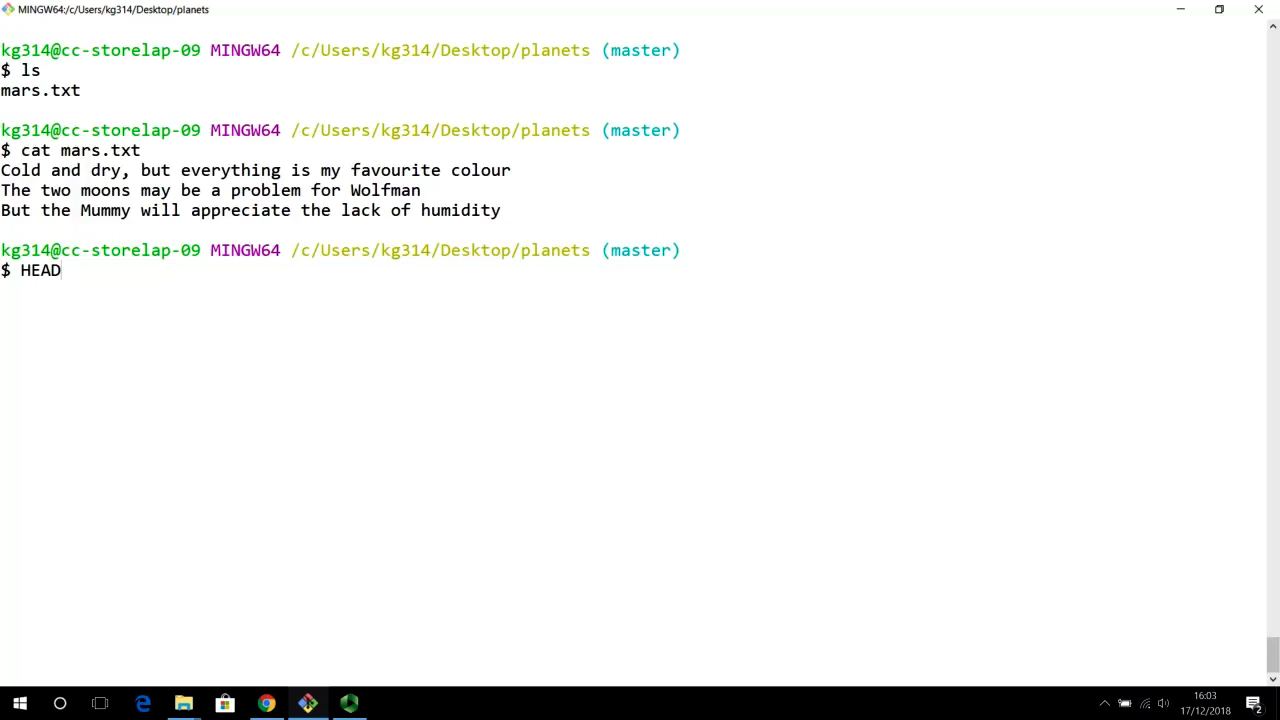 MINGW64:/c/Users/kg314/Desktop/planets
kg314@cc-storelap-09 MINGW64 /c/Users/kg314/Desktop/planets (master)
$ ls
mars.txt
kg314@cc-storelap-09 MINGW64 /c/Users/kg314/Desktop/planets (master)
$ cat mars.txt
Cold and dry, but everything is my favourite colour
The two moons may be a problem for Wolfman
But the Mummy will appreciate the lack of humidity
kg314@cc-storelap-09 MINGW64 /c/Users/kg314/Desktop/planets (master)
$ HEAD
16:03
17/12/2018
2